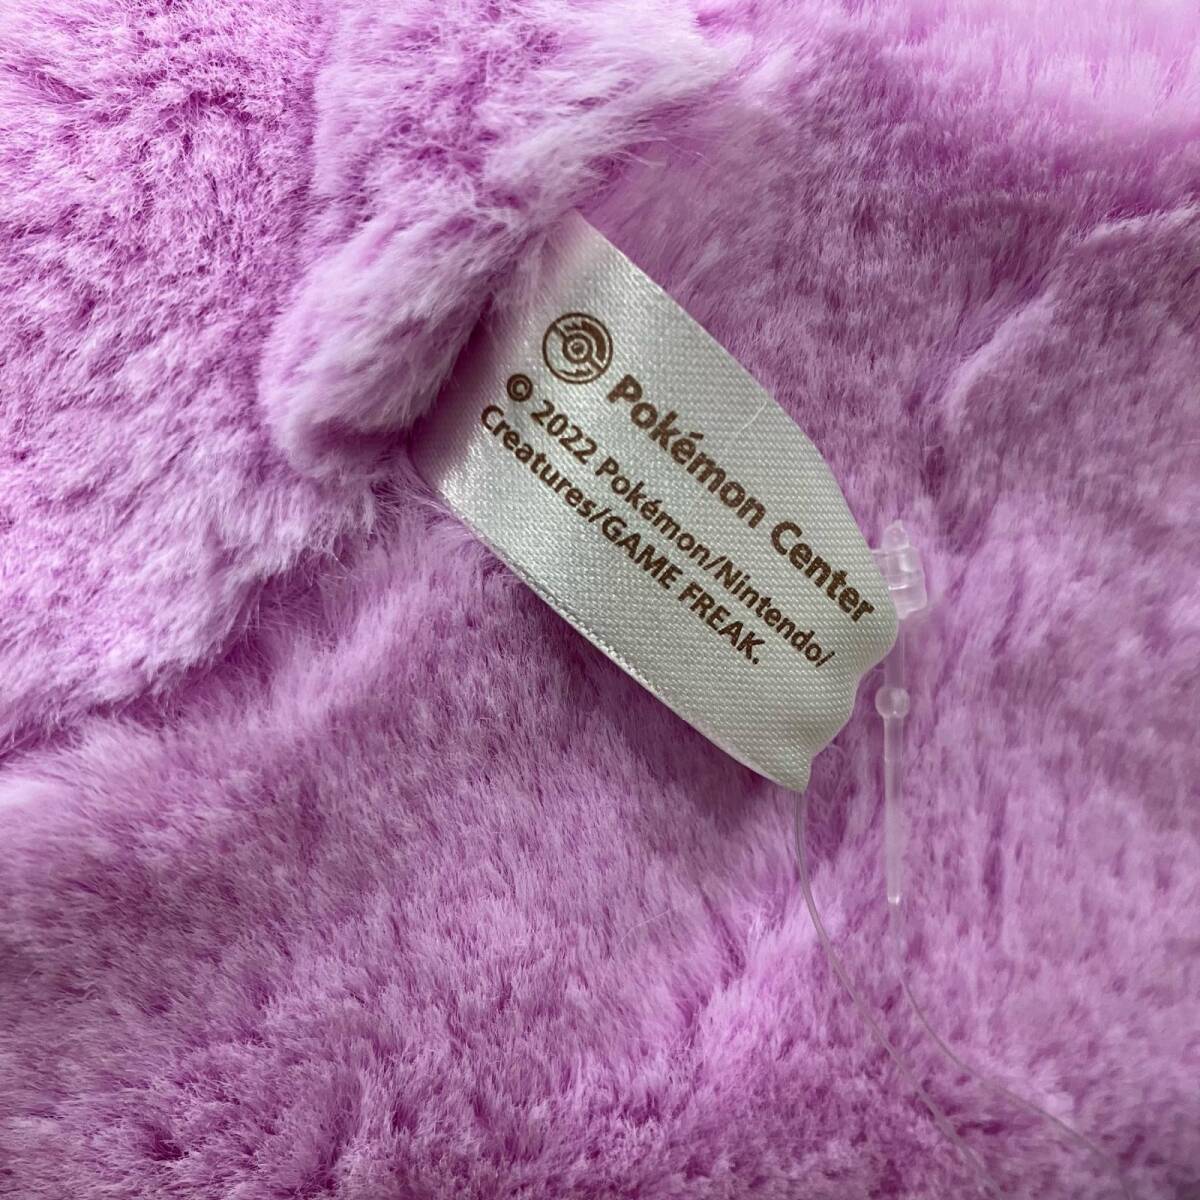 Pokémon Center
© 2022 Pokémon/Nintendo/
Creatures/GAME FREAK.